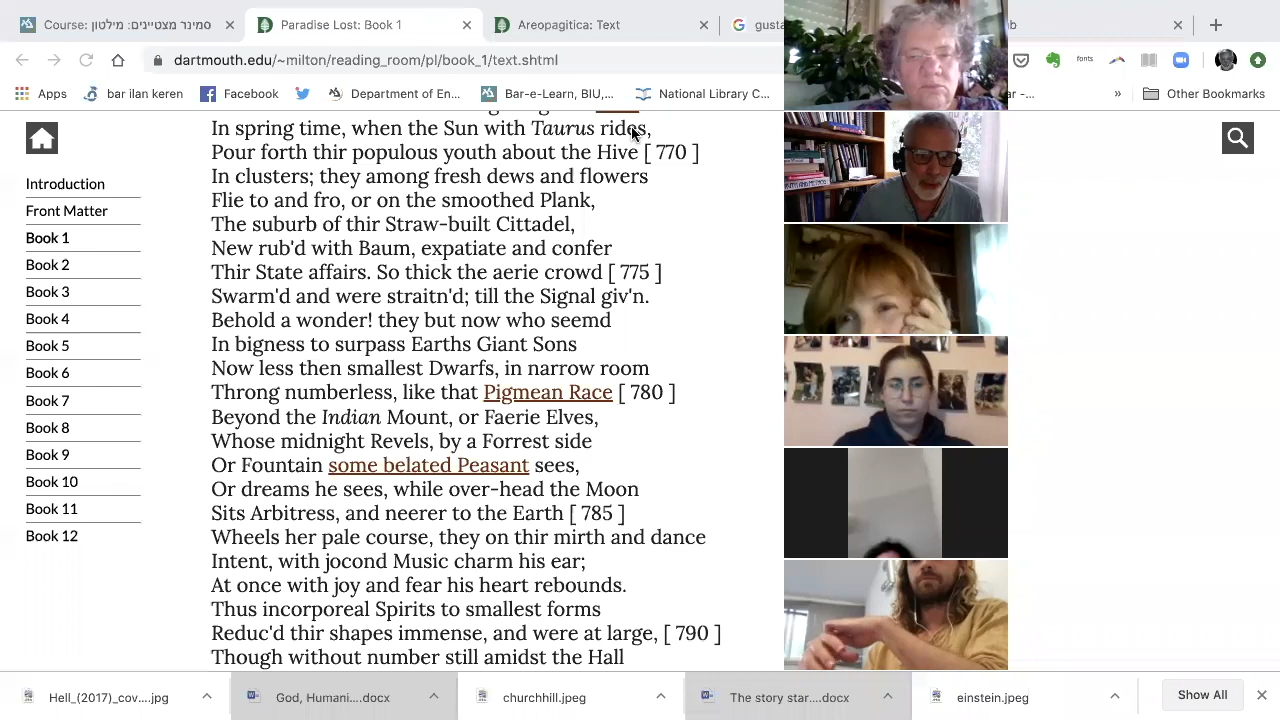 Course: סמינר מצטיינים: מילטון
Paradise Lost: Book 1
Areopagitica: Text
dartmouth.edu/~milton/reading_room/pl/book_1/text.shtml
fonts
Apps
bar ilan keren
Facebook
Department of En...
Bar-e-Learn, BIU,...
National Library C...
Other Bookmarks
Introduction
Front Matter
Book 1
Book 2
Book 3
Book 4
Book 5
Book 6
Book 7
Book 8
Book 9
Book 10
Book 11
Book 12
In spring time, when the Sun with Taurus rides,
Pour forth thir populous youth about the Hive [ 770 ]
In clusters; they among fresh dews and flowers
Flie to and fro, or on the smoothed Plank,
The suburb of thir Straw-built Cittadel,
New rub'd with Baum, expatiate and confer
Thir State affairs. So thick the aerie crowd [ 775 ]
Swarm'd and were straitn'd; till the Signal giv'n.
Behold a wonder! they but now who seemd
In bigness to surpass Earths Giant Sons
Now less then smallest Dwarfs, in narrow room
Throng numberless, like that Pigmean Race [ 780 ]
Beyond the Indian Mount, or Faerie Elves,
Whose midnight Revels, by a Forrest side
Or Fountain some belated Peasant sees,
Or dreams he sees, while over-head the Moon
Sits Arbitress, and neerer to the Earth [ 785 ]
Wheels her pale course, they on thir mirth and dance
Intent, with jocond Music charm his ear;
At once with joy and fear his heart rebounds.
Thus incorporeal Spirits to smallest forms
Reduc'd thir shapes immense, and were at large, [ 790 ]
Though without number still amidst the Hall
Hell_(2017)_cov....jpg
God, Humani....docx
churchhill.jpeg
The story star....docx
einstein.jpeg
Show All